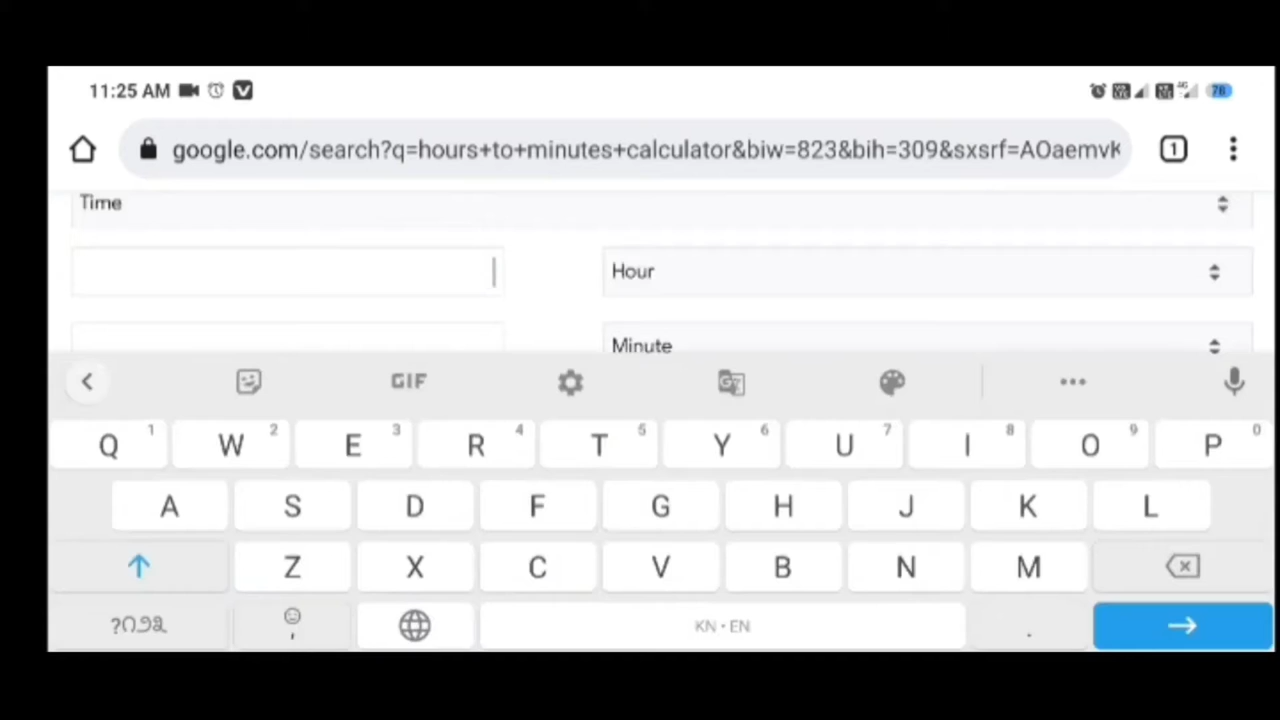 11:25 AM
76
google.com/search?q=hours+to+minutes+calculator&biw=823&bih=309&sxsrf=AOaemvK
1
Time
Hour
Minute
GIF
Q 1 W 2 E 3 R 4 T 5 Y 6 U 7 I 8 O 9 P 0
A S D F G H J K L
Z X C V B N M
?೧೨೩ , KN • EN .